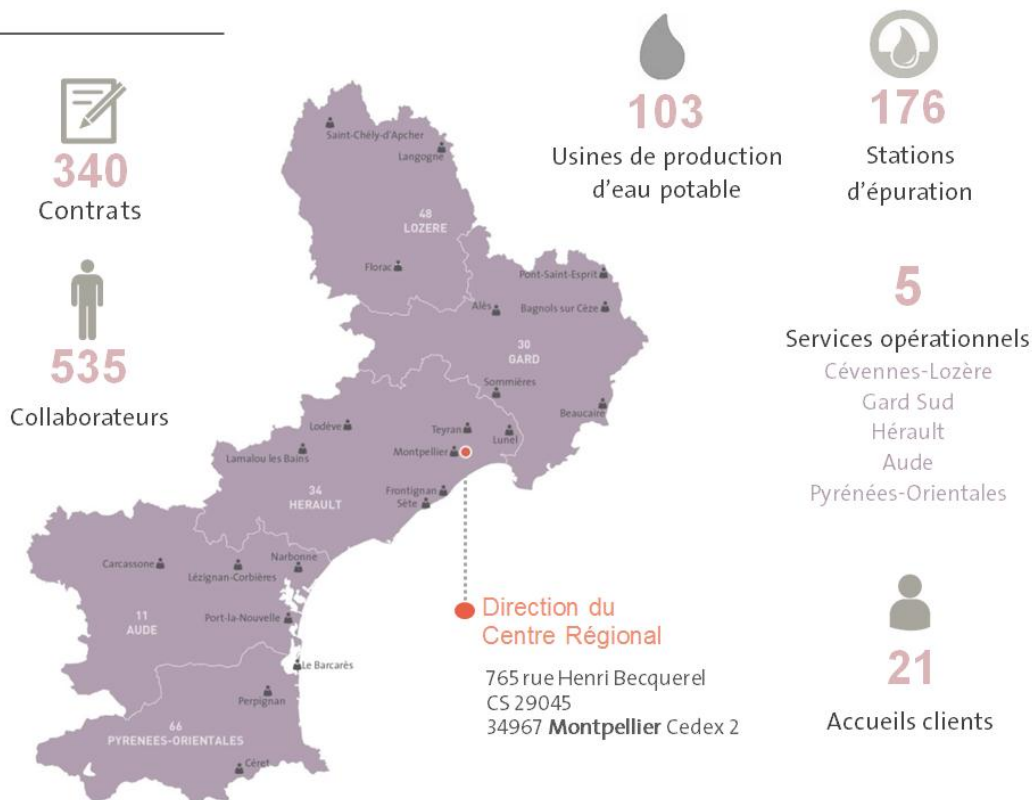 340
Contrats
535
Collaborateurs
103
Usines de production
d'eau potable
176
Stations
d'épuration
5
Services opérationnels
Cévennes-Lozère
Gard Sud
Hérault
Aude
Pyrénées-Orientales
21
Accueils clients
Saint-Chély-d'Apcher
Langogne
48
LOZERE
Florac
Pont-Saint-Esprit
Alès
Bagnols sur Cèze
30
GARD
Sommières
Beaucaire
Lodève
Teyran
Lunel
Lamalou les Bains
Montpellier
34
HERAULT
Frontignan
Sète
Carcassone
Lézignan-Corbières
Narbonne
11
AUDE
Port-la-Nouvelle
Le Barcarès
Perpignan
66
PYRENEES-ORIENTALES
Céret
Direction du
Centre Régional
765 rue Henri Becquerel
CS 29045
34967 Montpellier Cedex 2